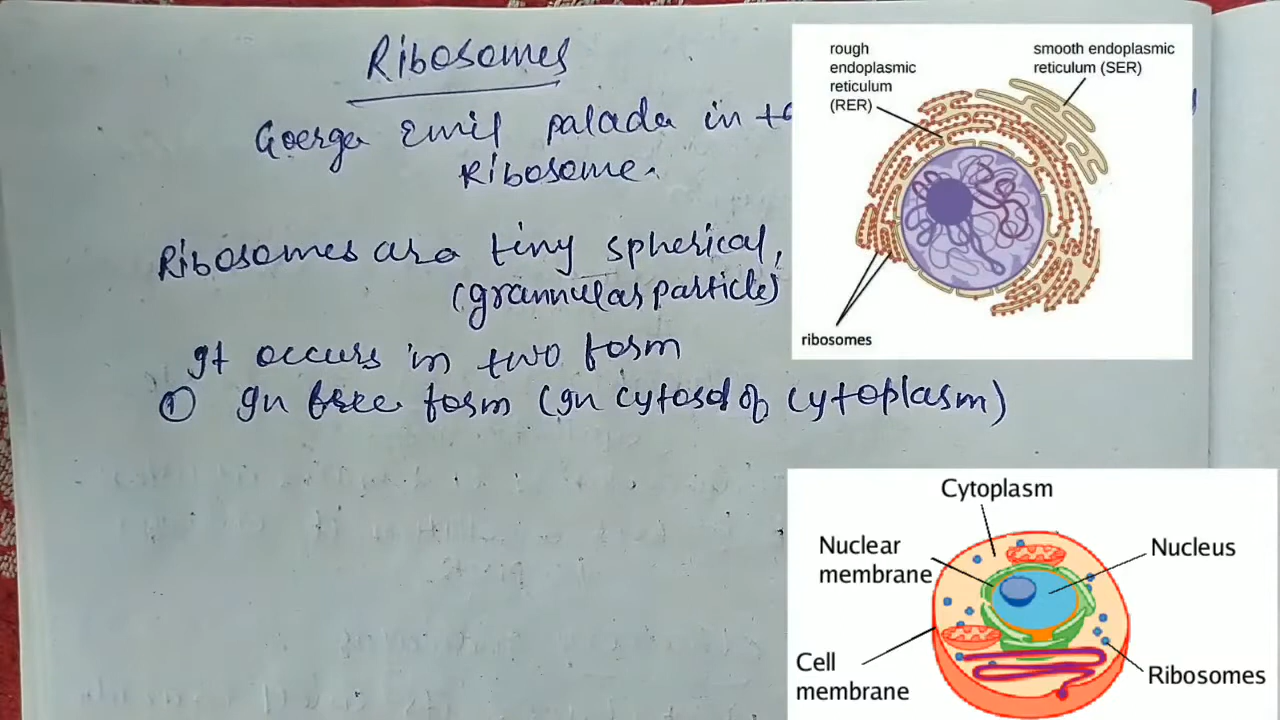 Ribosomes
Goerge Emil palada in
Ribosome.
Ribosomes are tiny spherical,
(grannular particle)
It occurs in two form
① In free form (In cytosol of cytoplasm)
rough
endoplasmic
reticulum
(RER)
smooth endoplasmic
reticulum (SER)
ribosomes
Cytoplasm
Nuclear
membrane
Nucleus
Cell
membrane
Ribosomes